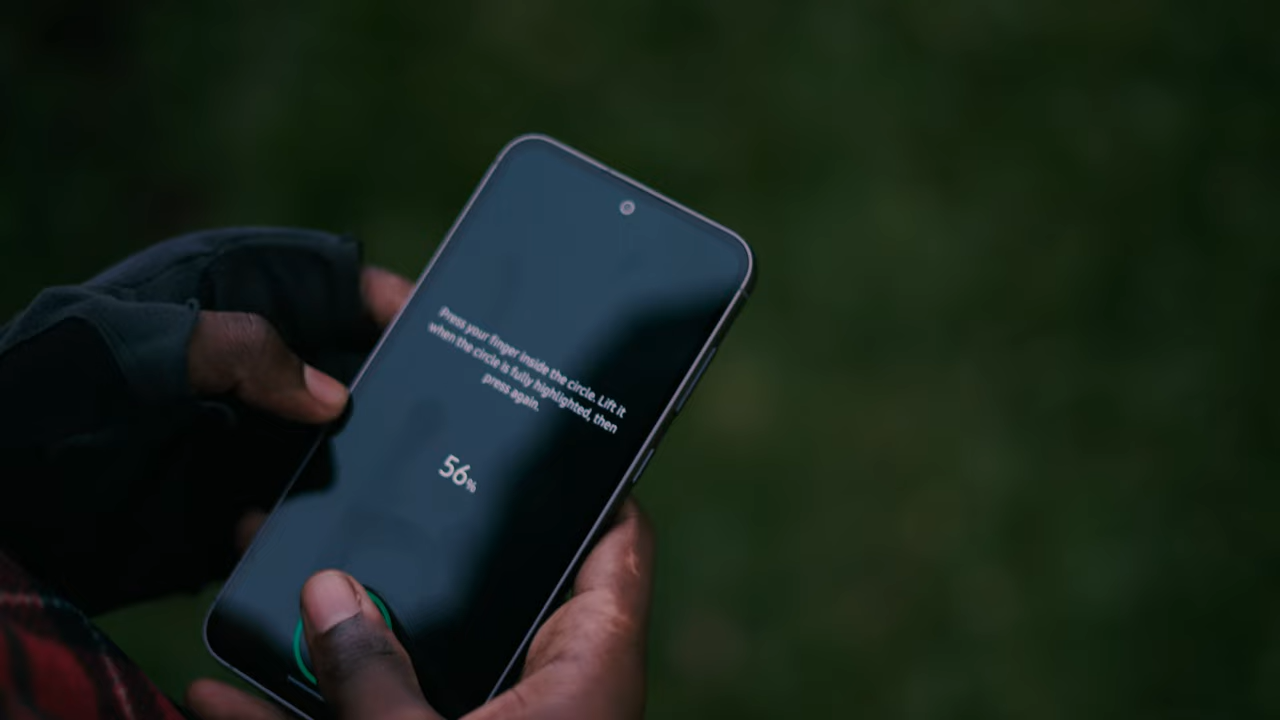 Press your finger inside the circle. Lift it
when the circle is fully highlighted, then
press again.
56%